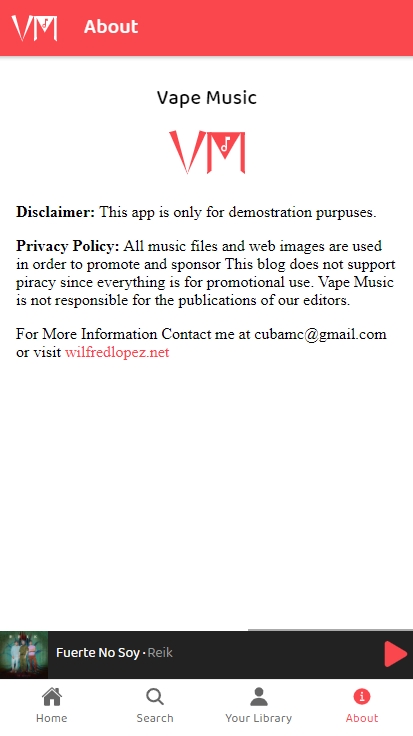 VM About
Vape Music
VM
Disclaimer: This app is only for demostration purpuses.
Privacy Policy: All music files and web images are used
in order to promote and sponsor This blog does not support
piracy since everything is for promotional use. Vape Music
is not responsible for the publications of our editors.
For More Information Contact me at cubamc@gmail.com
or visit wilfredlopez.net
Fuerte No Soy · Reik
Home Search Your Library About